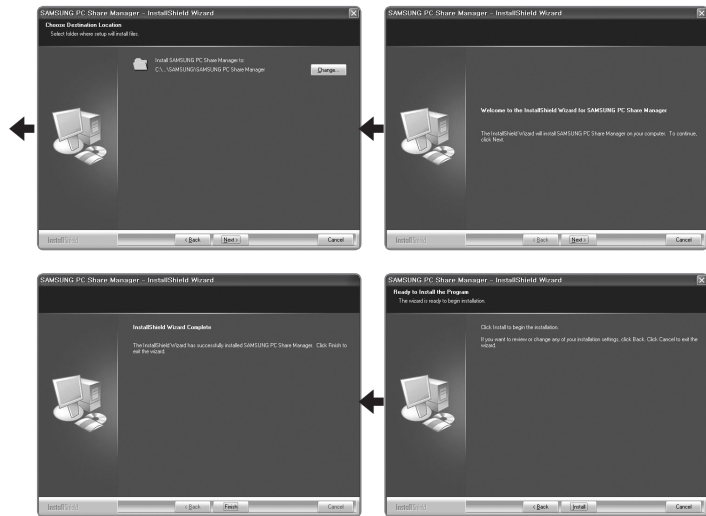 SAMSUNG PC Share Manager - InstallShield Wizard
Choose Destination Location
Select folder where setup will install files.
Install SAMSUNG PC Share Manager to:
C:\...\SAMSUNG\SAMSUNG PC Share Manager
Change...
InstallShield
< Back
Next >
Cancel
SAMSUNG PC Share Manager - InstallShield Wizard
Welcome to the InstallShield Wizard for SAMSUNG PC Share Manager
The InstallShield Wizard will install SAMSUNG PC Share Manager on your computer. To continue,
click Next.
InstallShield
< Back
Next >
Cancel
SAMSUNG PC Share Manager - InstallShield Wizard
InstallShield Wizard Complete
The InstallShield Wizard has successfully installed SAMSUNG PC Share Manager. Click Finish to
exit the wizard.
InstallShield
< Back
Finish
Cancel
SAMSUNG PC Share Manager - InstallShield Wizard
Ready to Install the Program
The wizard is ready to begin installation.
Click Install to begin the installation.
If you want to review or change any of your installation settings, click Back. Click Cancel to exit the
wizard.
InstallShield
< Back
Install
Cancel